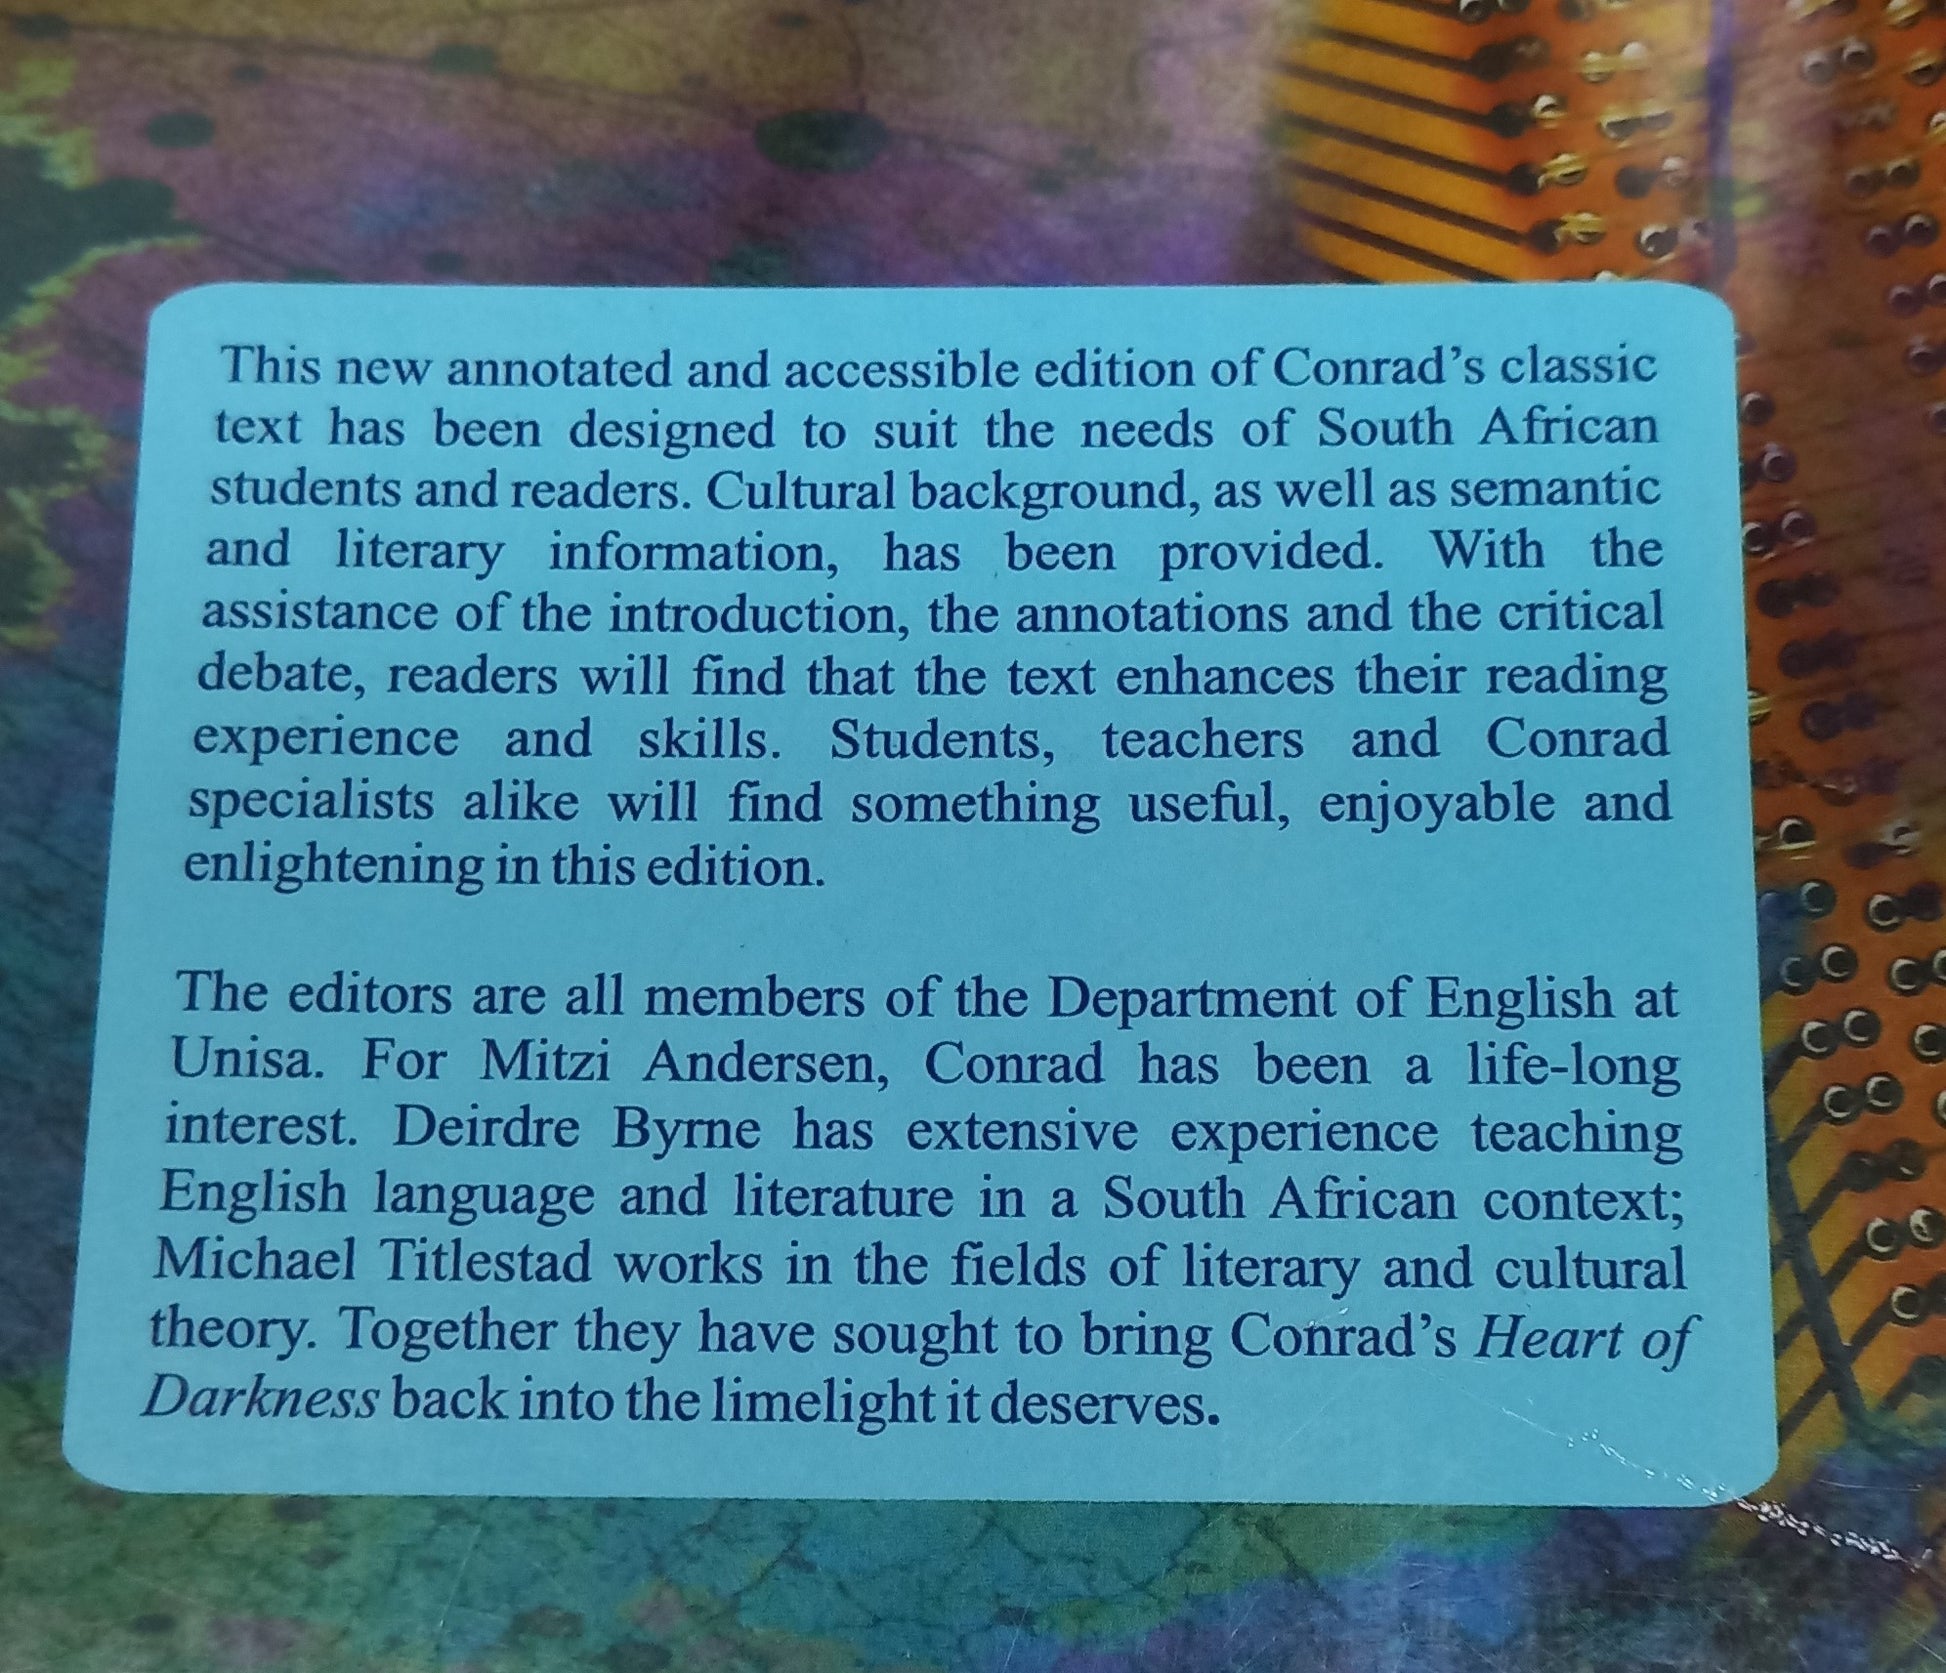 This new annotated and accessible edition of Conrad's classic
text has been designed to suit the needs of South African
students and readers. Cultural background, as well as semantic
and literary information, has been provided. With the
assistance of the introduction, the annotations and the critical
debate, readers will find that the text enhances their reading
experience and skills. Students, teachers and Conrad
specialists alike will find something useful, enjoyable and
enlightening in this edition.
The editors are all members of the Department of English at
Unisa. For Mitzi Andersen, Conrad has been a life-long
interest. Deirdre Byrne has extensive experience teaching
English language and literature in a South African context;
Michael Titlestad works in the fields of literary and cultural
theory. Together they have sought to bring Conrad's Heart of
Darkness back into the limelight it deserves.